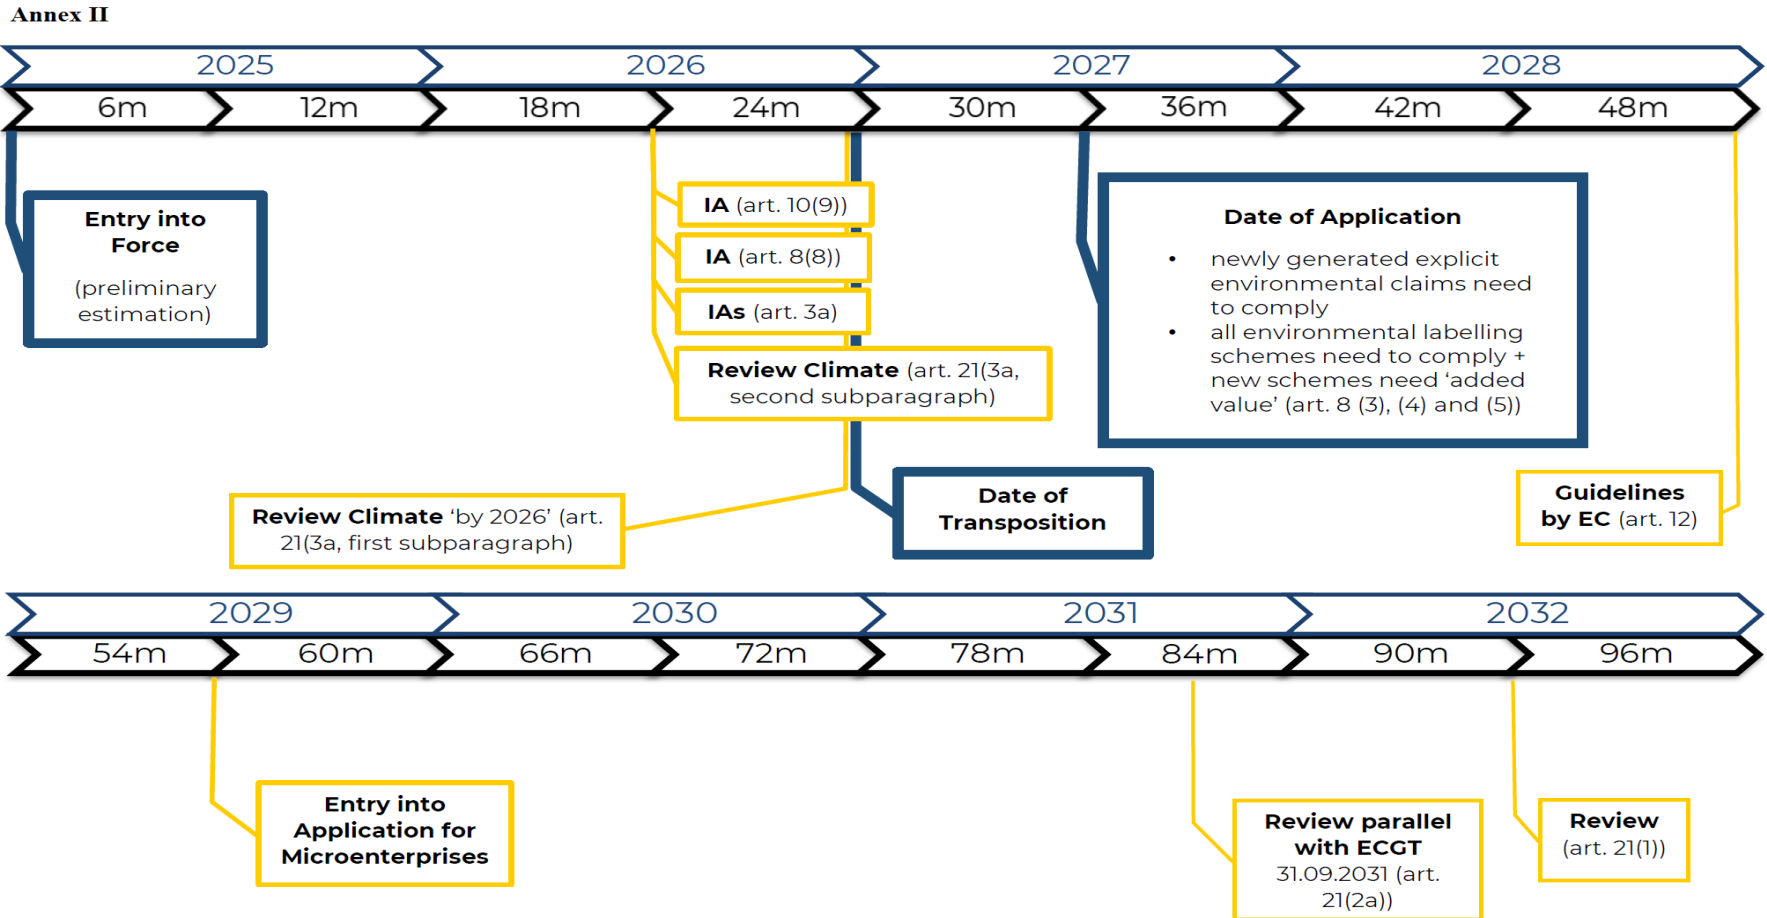 Annex II
2025 2026 2027 2028
6m 12m 18m 24m 30m 36m 42m 48m
Entry into
Force
(preliminary
estimation)
IA (art. 10(9))
IA (art. 8(8))
IAs (art. 3a)
Review Climate (art. 21(3a,
second subparagraph)
Review Climate ‘by 2026’ (art.
21(3a, first subparagraph)
Date of
Transposition
Date of Application
• newly generated explicit
environmental claims need
to comply
• all environmental labelling
schemes need to comply +
new schemes need ‘added
value’ (art. 8 (3), (4) and (5))
Guidelines
by EC (art. 12)
2029 2030 2031 2032
54m 60m 66m 72m 78m 84m 90m 96m
Entry into
Application for
Microenterprises
Review parallel
with ECGT
31.09.2031 (art.
21(2a))
Review
(art. 21(1))